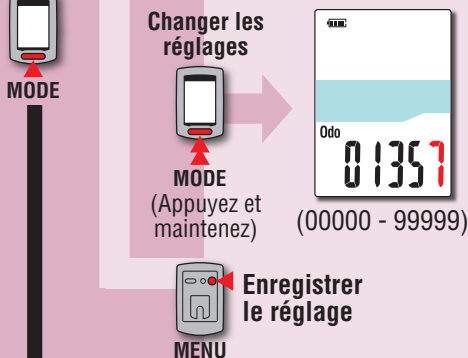 MODE
Changer les
réglages
MODE
(Appuyez et
maintenez)
Odo
01357
(00000 - 99999)
Enregistrer
le réglage
MENU